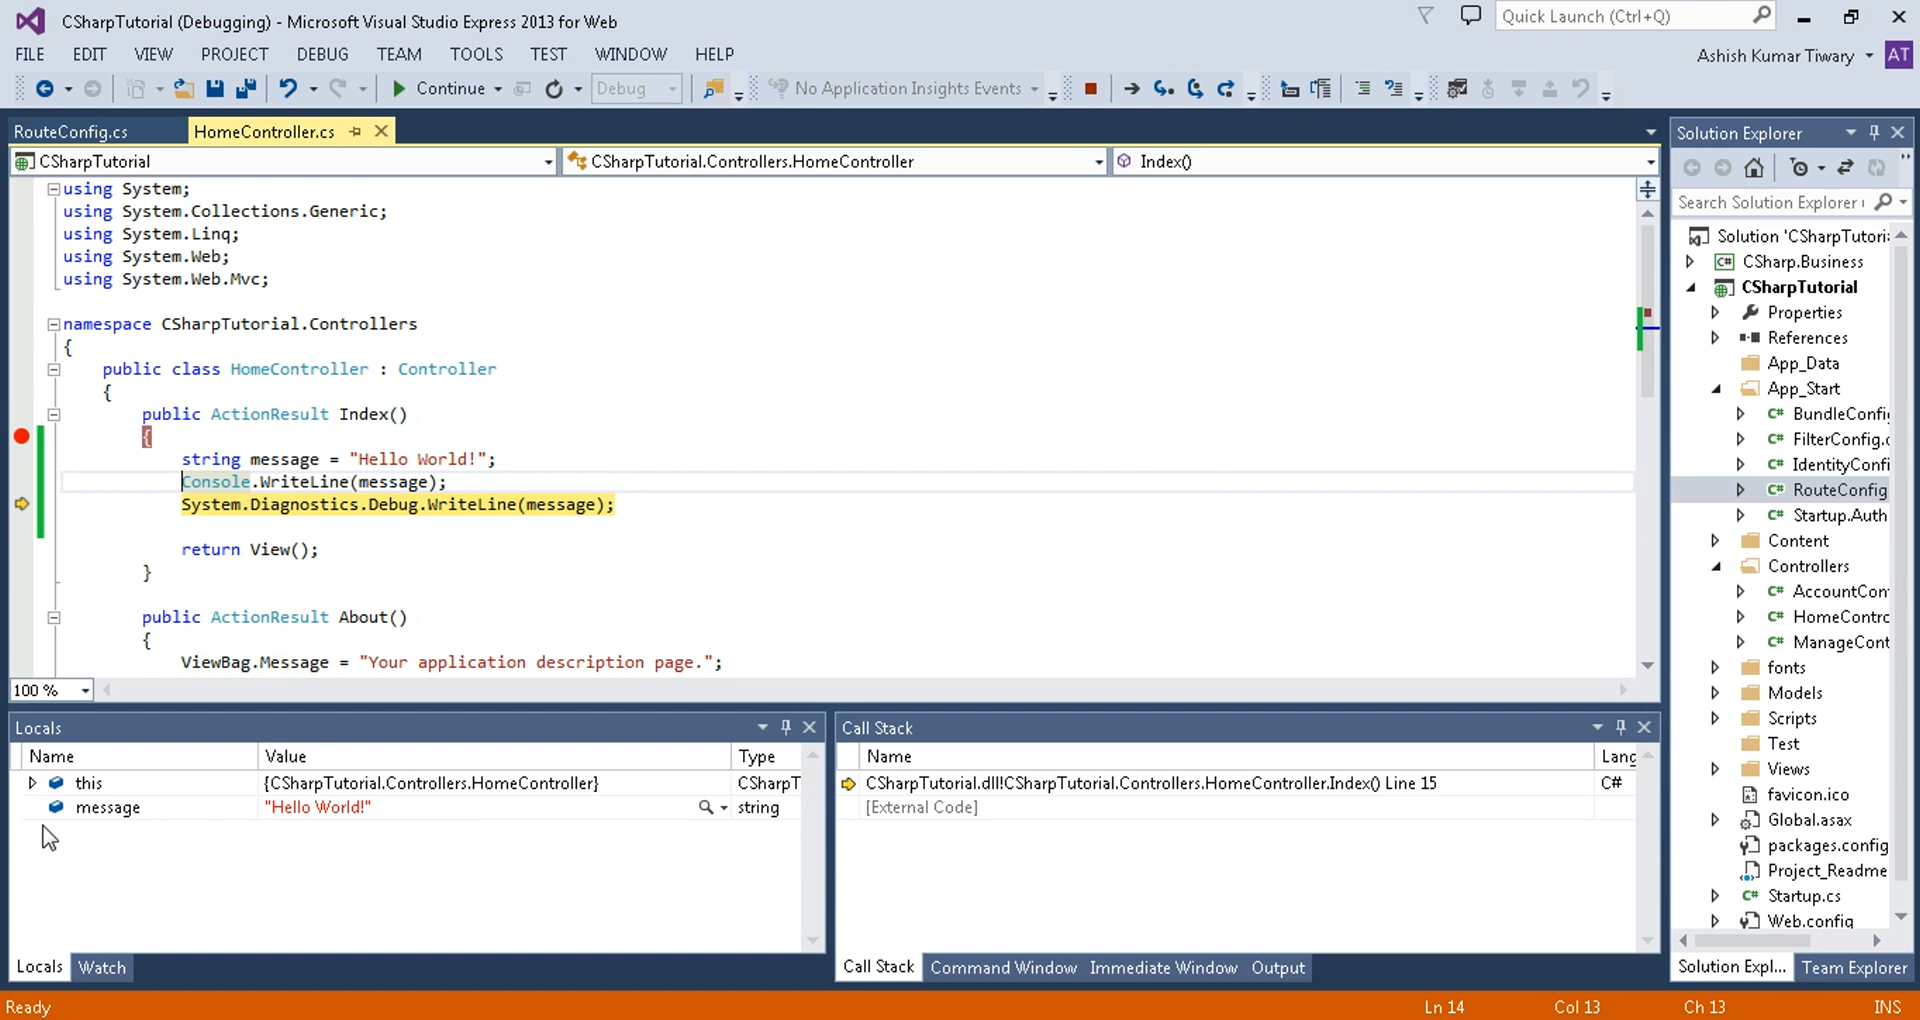 CSharpTutorial (Debugging) - Microsoft Visual Studio Express 2013 for Web
Quick Launch (Ctrl+Q)
FILE EDIT VIEW PROJECT DEBUG TEAM TOOLS TEST WINDOW HELP
Ashish Kumar Tiwary AT
Continue Debug No Application Insights Events
RouteConfig.cs HomeController.cs
CSharpTutorial CSharpTutorial.Controllers.HomeController Index()
using System;
using System.Collections.Generic;
using System.Linq;
using System.Web;
using System.Web.Mvc;
namespace CSharpTutorial.Controllers
{
public class HomeController : Controller
{
public ActionResult Index()
{
string message = "Hello World!";
Console.WriteLine(message);
System.Diagnostics.Debug.WriteLine(message);
return View();
}
public ActionResult About()
{
ViewBag.Message = "Your application description page.";
100 %
Locals
Name Value Type
this {CSharpTutorial.Controllers.HomeController} CSharpT
message "Hello World!" string
Locals Watch
Call Stack
Name Lang
CSharpTutorial.dll!CSharpTutorial.Controllers.HomeController.Index() Line 15 C#
[External Code]
Call Stack Command Window Immediate Window Output
Solution Explorer
Search Solution Explorer (
Solution 'CSharpTutoria
C# CSharp.Business
CSharpTutorial
Properties
References
App_Data
App_Start
C# BundleConfig
C# FilterConfig.c
C# IdentityConfi
C# RouteConfig
C# Startup.Auth
Content
Controllers
C# AccountCon
C# HomeContro
C# ManageCont
fonts
Models
Scripts
Test
Views
favicon.ico
Global.asax
packages.config
Project_Readme
C# Startup.cs
Web.config
Solution Expl... Team Explorer
Ready Ln 14 Col 13 Ch 13 INS